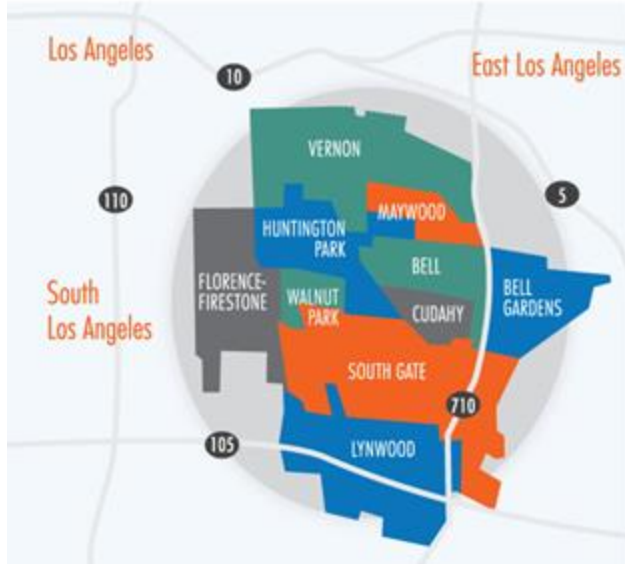 Los Angeles
East Los Angeles
10
VERNON
5
110
MAYWOOD
HUNTINGTON
PARK
BELL
FLORENCE-
FIRESTONE
BELL
GARDENS
South
Los Angeles
WALNUT
PARK
CUDAHY
SOUTH GATE
710
105
LYNWOOD